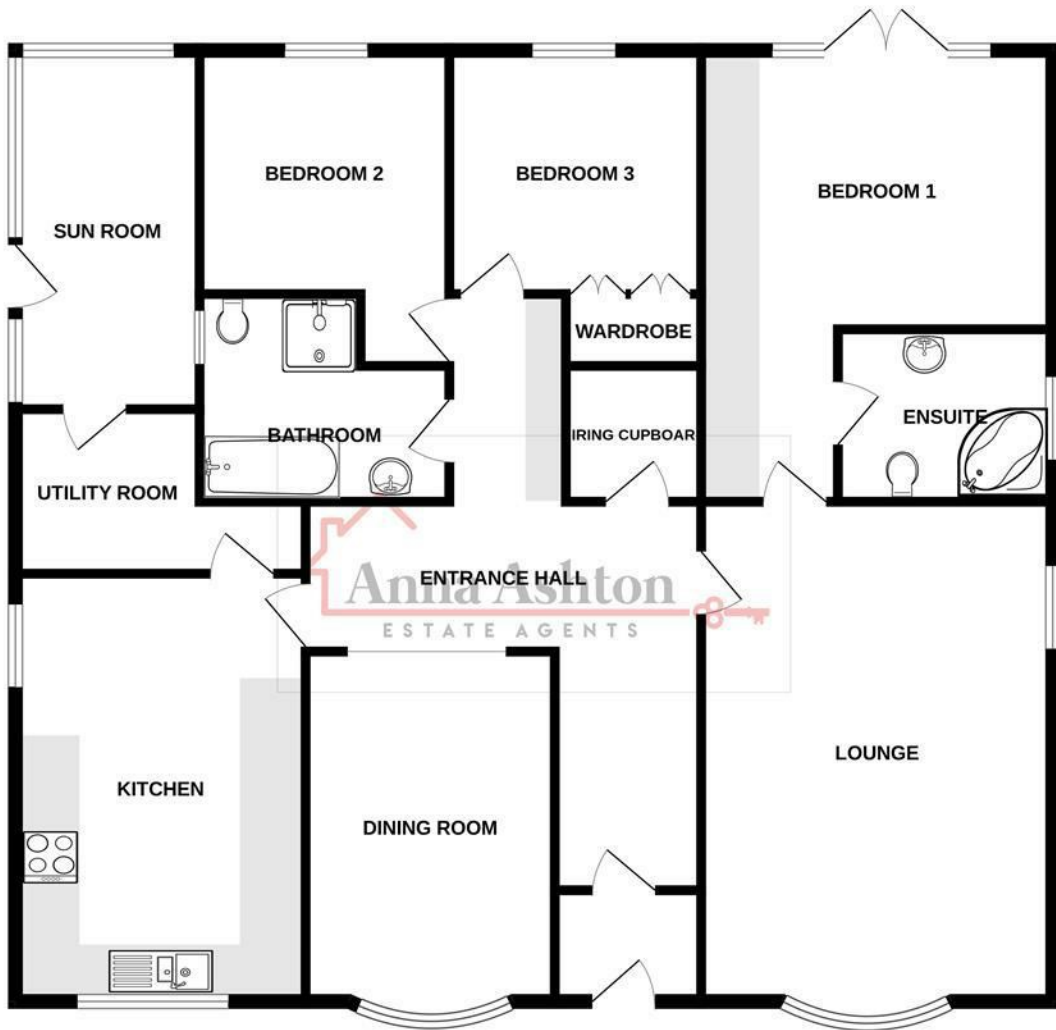 BEDROOM 2
BEDROOM 3
BEDROOM 1
SUN ROOM
WARDROBE
ENSUITE
BATHROOM
IRING CUPBOAR
UTILITY ROOM
ENTRANCE HALL
Anna Ashton
ESTATE AGENTS
LOUNGE
KITCHEN
DINING ROOM